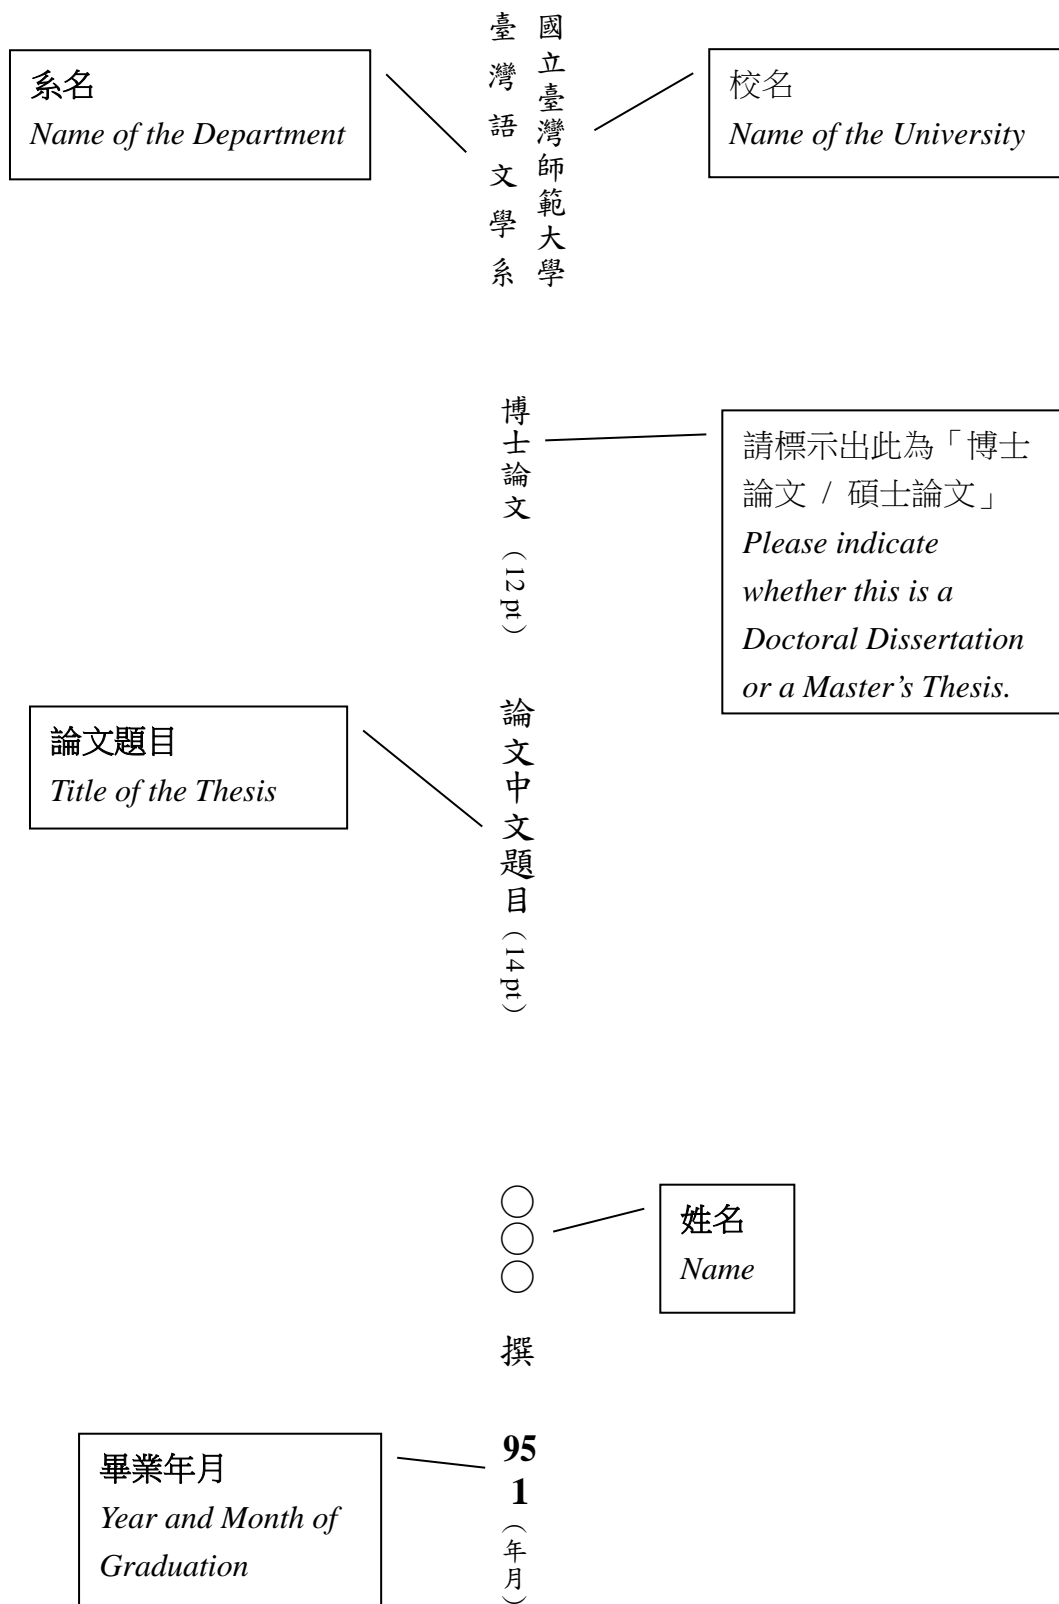 國立臺灣師範大學
臺灣語文學系
系名
Name of the Department
校名
Name of the University
博士論文（12 pt）
請標示出此為「博士
論文 / 碩士論文」
Please indicate
whether this is a
Doctoral Dissertation
or a Master’s Thesis.
論文中文題目（14 pt）
論文題目
Title of the Thesis
○○○ 撰
姓名
Name
95
1
（年月）
畢業年月
Year and Month of
Graduation